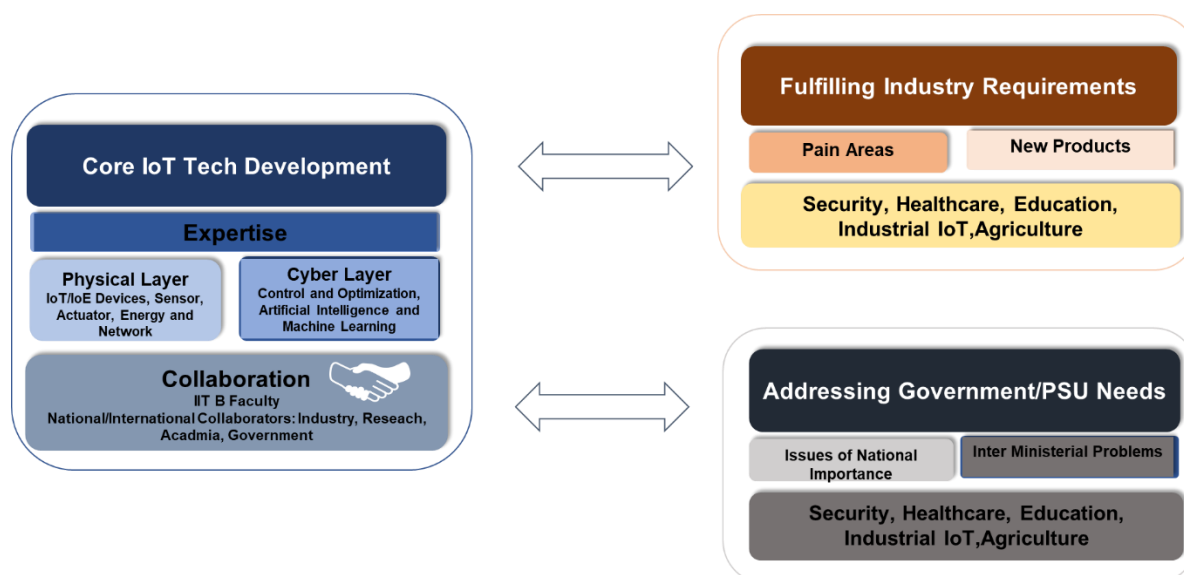 Core IoT Tech Development
Expertise
Physical Layer
IoT/IoE Devices, Sensor,
Actuator, Energy and
Network
Cyber Layer
Control and Optimization,
Artificial Intelligence and
Machine Learning
Collaboration
IIT B Faculty
National/International Collaborators: Industry, Reseach,
Acadmia, Government
Fulfilling Industry Requirements
Pain Areas
New Products
Security, Healthcare, Education,
Industrial IoT,Agriculture
Addressing Government/PSU Needs
Issues of National
Importance
Inter Ministerial Problems
Security, Healthcare, Education,
Industrial IoT,Agriculture